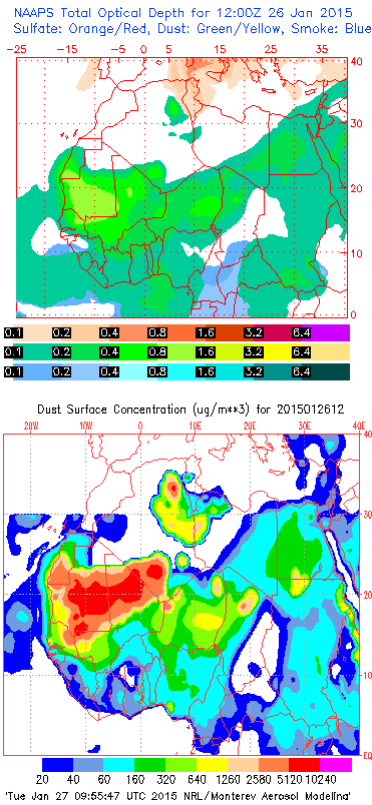 NAAPS Total Optical Depth for 12:00Z 26 Jan 2015
Sulfate: Orange/Red, Dust: Green/Yellow, Smoke: Blue
-25 -15 -5 5 15 25 35
40
30
20
10
0
0.1 0.2 0.4 0.8 1.6 3.2 6.4
0.1 0.2 0.4 0.8 1.6 3.2 6.4
0.1 0.2 0.4 0.8 1.6 3.2 6.4
Dust Surface Concentration (ug/m**3) for 2015012612
20W 10W 0 10E 20E 30E 40E
40
30
20
10
EQ
20 40 60 160 320 640 1260 2580 5120 10240
'Tue Jan 27 09:55:47 UTC 2015 NRL/Monterey Aerosol Modeling'